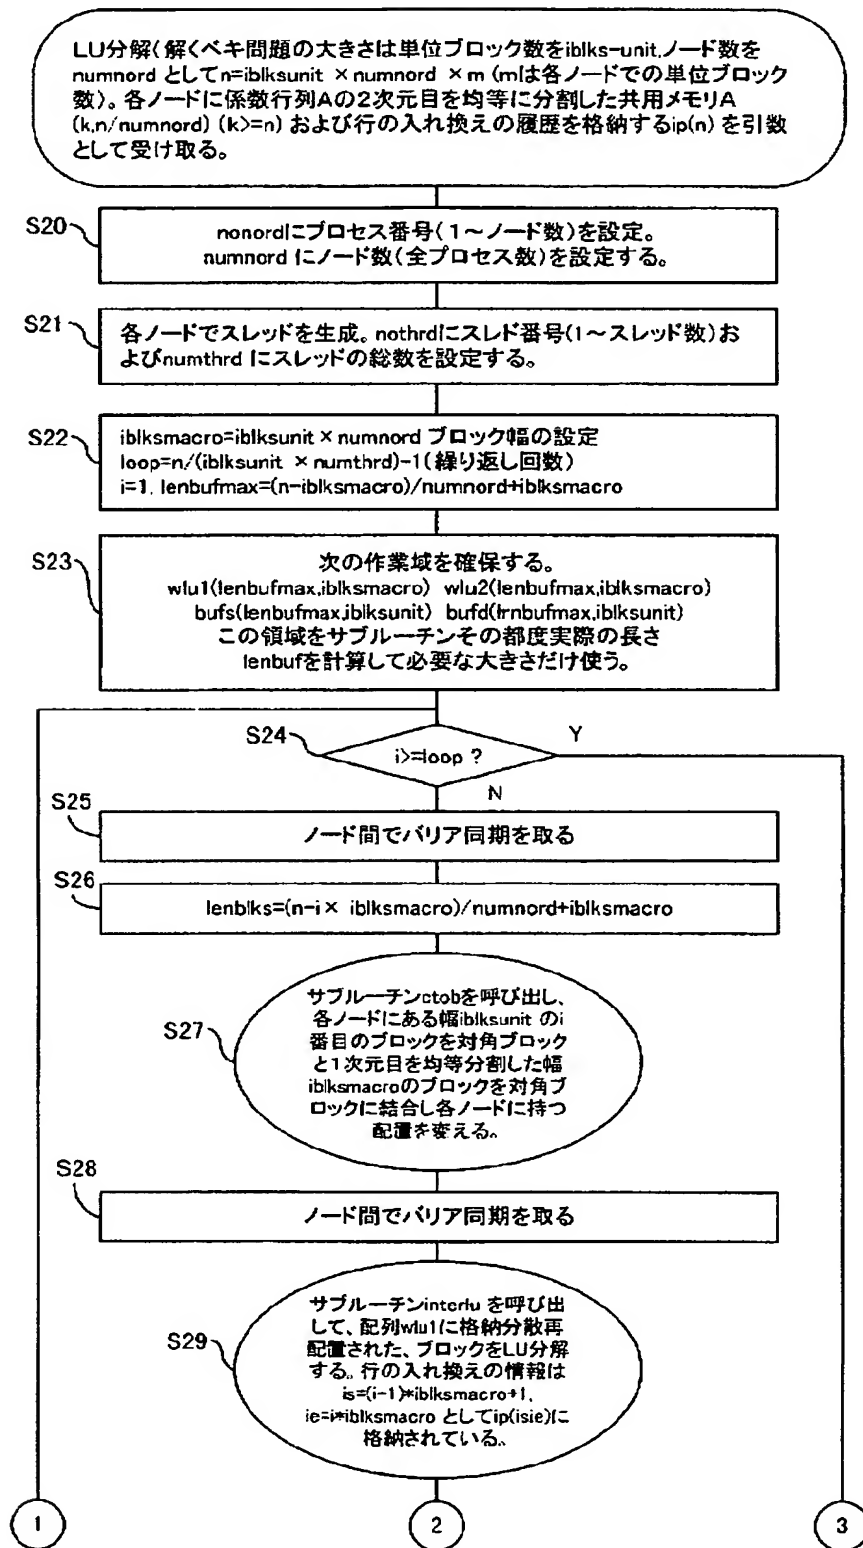 LU分解(解くベキ問題の大きさは単位ブロック数をiblks-unit,ノード数を
numnord としてn=iblksunit × numnord × m (mは各ノードでの単位ブロック
数)。各ノードに係数行列Aの2次元目を均等に分割した共用メモリA
(k,n/numnord) (k>=n) および行の入れ換えの履歴を格納するip(n) を引数
として受け取る。
S20
nonordにプロセス番号(1~ノード数)を設定。
numnord にノード数(全プロセス数)を設定する。
S21
各ノードでスレッドを生成。nothrdにスレド番号(1~スレッド数)お
よびnumthrd にスレッドの総数を設定する。
S22
iblksmacro=iblksunit × numnord ブロック幅の設定
loop=n/(iblksunit × numthrd)-1(繰り返し回数)
i=1, lenbufmax=(n-iblksmacro)/numnord+iblksmacro
S23
次の作業域を確保する。
wlu1(lenbufmax,iblksmacro) wlu2(lenbufmax,iblksmacro)
bufs(lenbufmax,iblksunit) bufd(lrnbufmax,iblksunit)
この領域をサブルーチンその都度実際の長さ
lenbufを計算して必要な大きさだけ使う。
S24
i>=loop ?
Y
N
S25
ノード間でバリア同期を取る
S26
lenblks=(n-i× iblksmacro)/numnord+iblksmacro
S27
サブルーチンctobを呼び出し、
各ノードにある幅iblksunit のi
番目のブロックを対角ブロック
と1次元目を均等分割した幅
iblksmacroのブロックを対角ブ
ロックに結合し各ノードに持つ
配置を変える。
S28
ノード間でバリア同期を取る
S29
サブルーチンinterlu を呼び出
して、配列wlu1に格納分散再
配置された、ブロックをLU分解
する。行の入れ換えの情報は
is=(i-1)*iblksmacro+1,
ie=i*iblksmacro としてip(isie)に
格納されている。
1
2
3